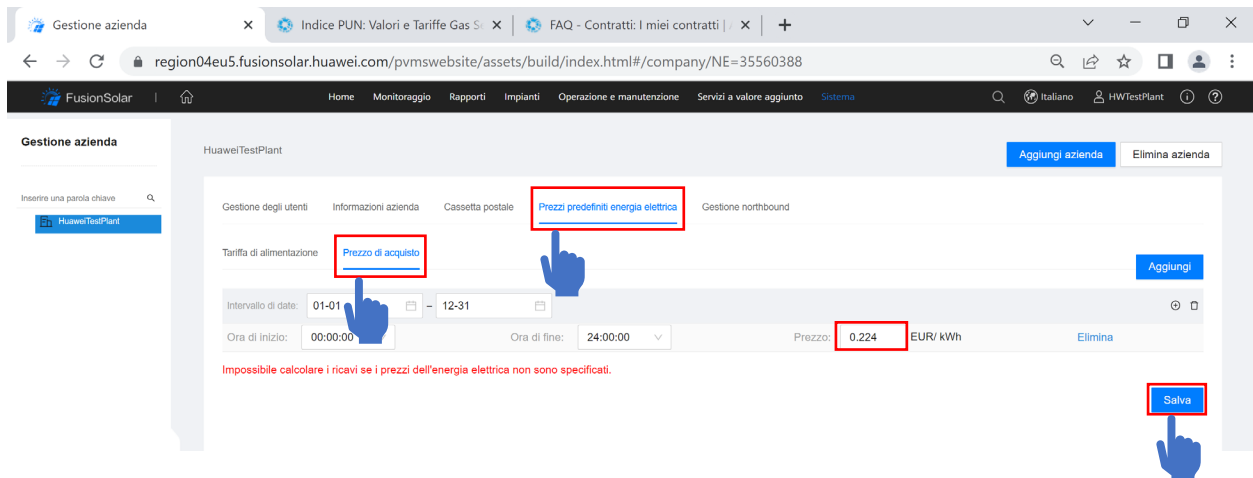 Gestione azienda
Indice PUN: Valori e Tariffe Gas Se
FAQ - Contratti: I miei contratti | A
region04eu5.fusionsolar.huawei.com/pvmswebsite/assets/build/index.html#/company/NE=35560388
FusionSolar Home Monitoraggio Rapporti Impianti Operazione e manutenzione Servizi a valore aggiunto Sistema Italiano HWTestPlant
Gestione azienda
HuaweiTestPlant
Aggiungi azienda Elimina azienda
Inserire una parola chiave
HuaweiTestPlant
Gestione degli utenti Informazioni azienda Cassetta postale Prezzi predefiniti energia elettrica Gestione northbound
Tariffa di alimentazione Prezzo di acquisto
Aggiungi
Intervallo di date: 01-01 – 12-31
Ora di inizio: 00:00:00 Ora di fine: 24:00:00 Prezzo: 0.224 EUR/ kWh Elimina
Impossibile calcolare i ricavi se i prezzi dell'energia elettrica non sono specificati.
Salva